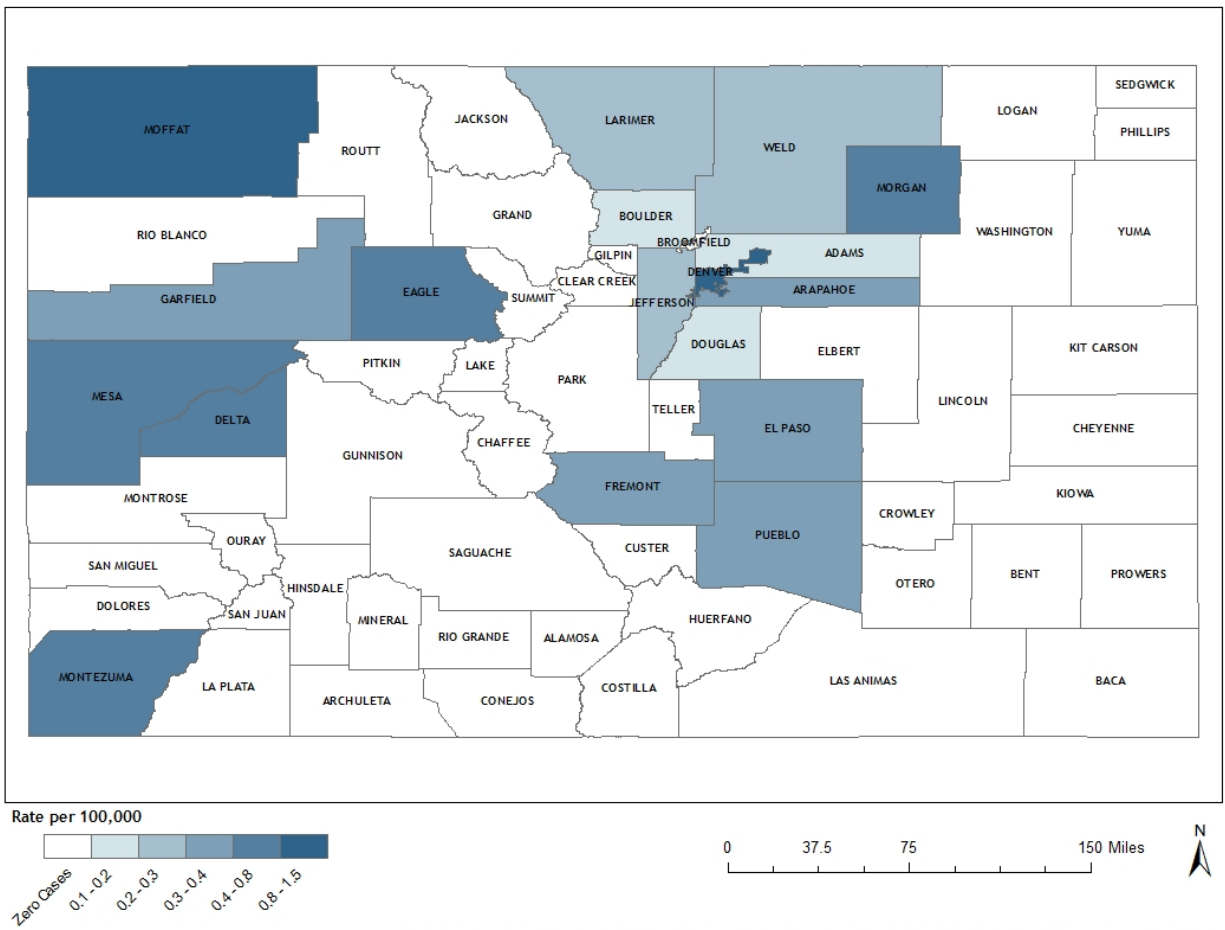 SEDGWICK
LOGAN
JACKSON
LARIMER
MOFFAT
PHILLIPS
WELD
ROUTT
MORGAN
GRAND
BOULDER
WASHINGTON
YUMA
RIO BLANCO
BROOMFIELD
GILPIN
ADAMS
DENVER
CLEAR CREEK
EAGLE
ARAPAHOE
GARFIELD
SUMMIT
JEFFERSON
DOUGLAS
ELBERT
KIT CARSON
PITKIN
LAKE
PARK
MESA
LINCOLN
TELLER
DELTA
EL PASO
CHEYENNE
CHAFFEE
GUNNISON
FREMONT
KIOWA
MONTROSE
CROWLEY
PUEBLO
OURAY
CUSTER
SAGUACHE
SAN MIGUEL
BENT
PROWERS
OTERO
HINSDALE
DOLORES
SAN JUAN
MINERAL
HUERFANO
RIO GRANDE
ALAMOSA
MONTEZUMA
LA PLATA
COSTILLA
LAS ANIMAS
BACA
ARCHULETA
CONEJOS
Rate per 100,000
Zero Cases
0.1 - 0.2
0.2 - 0.3
0.3 - 0.4
0.4 - 0.8
0.8 - 1.5
0 37.5 75 150 Miles
N